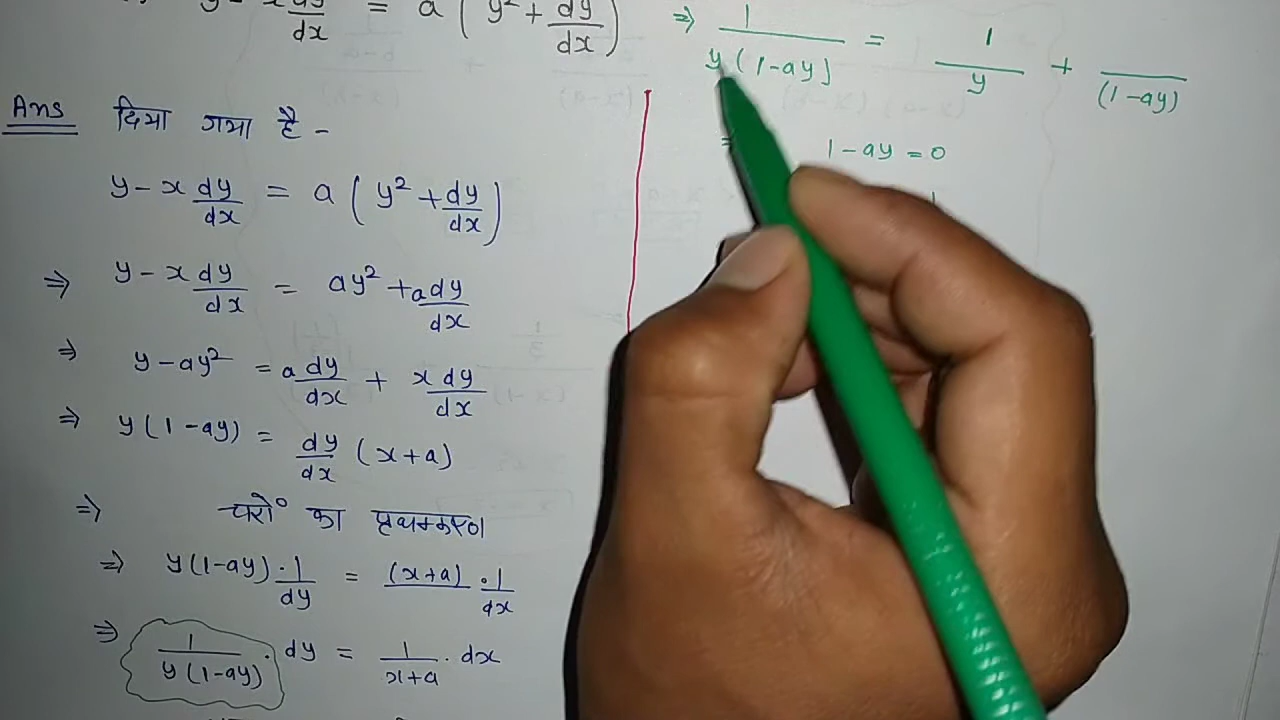 y - x dy/dx = a ( y² + dy/dx )
Ans दिया गया है -
y - x dy/dx = a ( y² + dy/dx )
⇒ y - x dy/dx = ay² + a dy/dx
⇒ y - ay² = a dy/dx + x dy/dx
⇒ y ( 1 - ay ) = dy/dx ( x + a )
⇒ चरों का पृथक्करण
⇒ y(1-ay) · 1/dy = (x+a) · 1/dx
⇒ 1/y(1-ay) · dy = 1/x+a · dx
⇒ 1/y(1-ay) = 1/y + /(1-ay)
1 - ay = 0